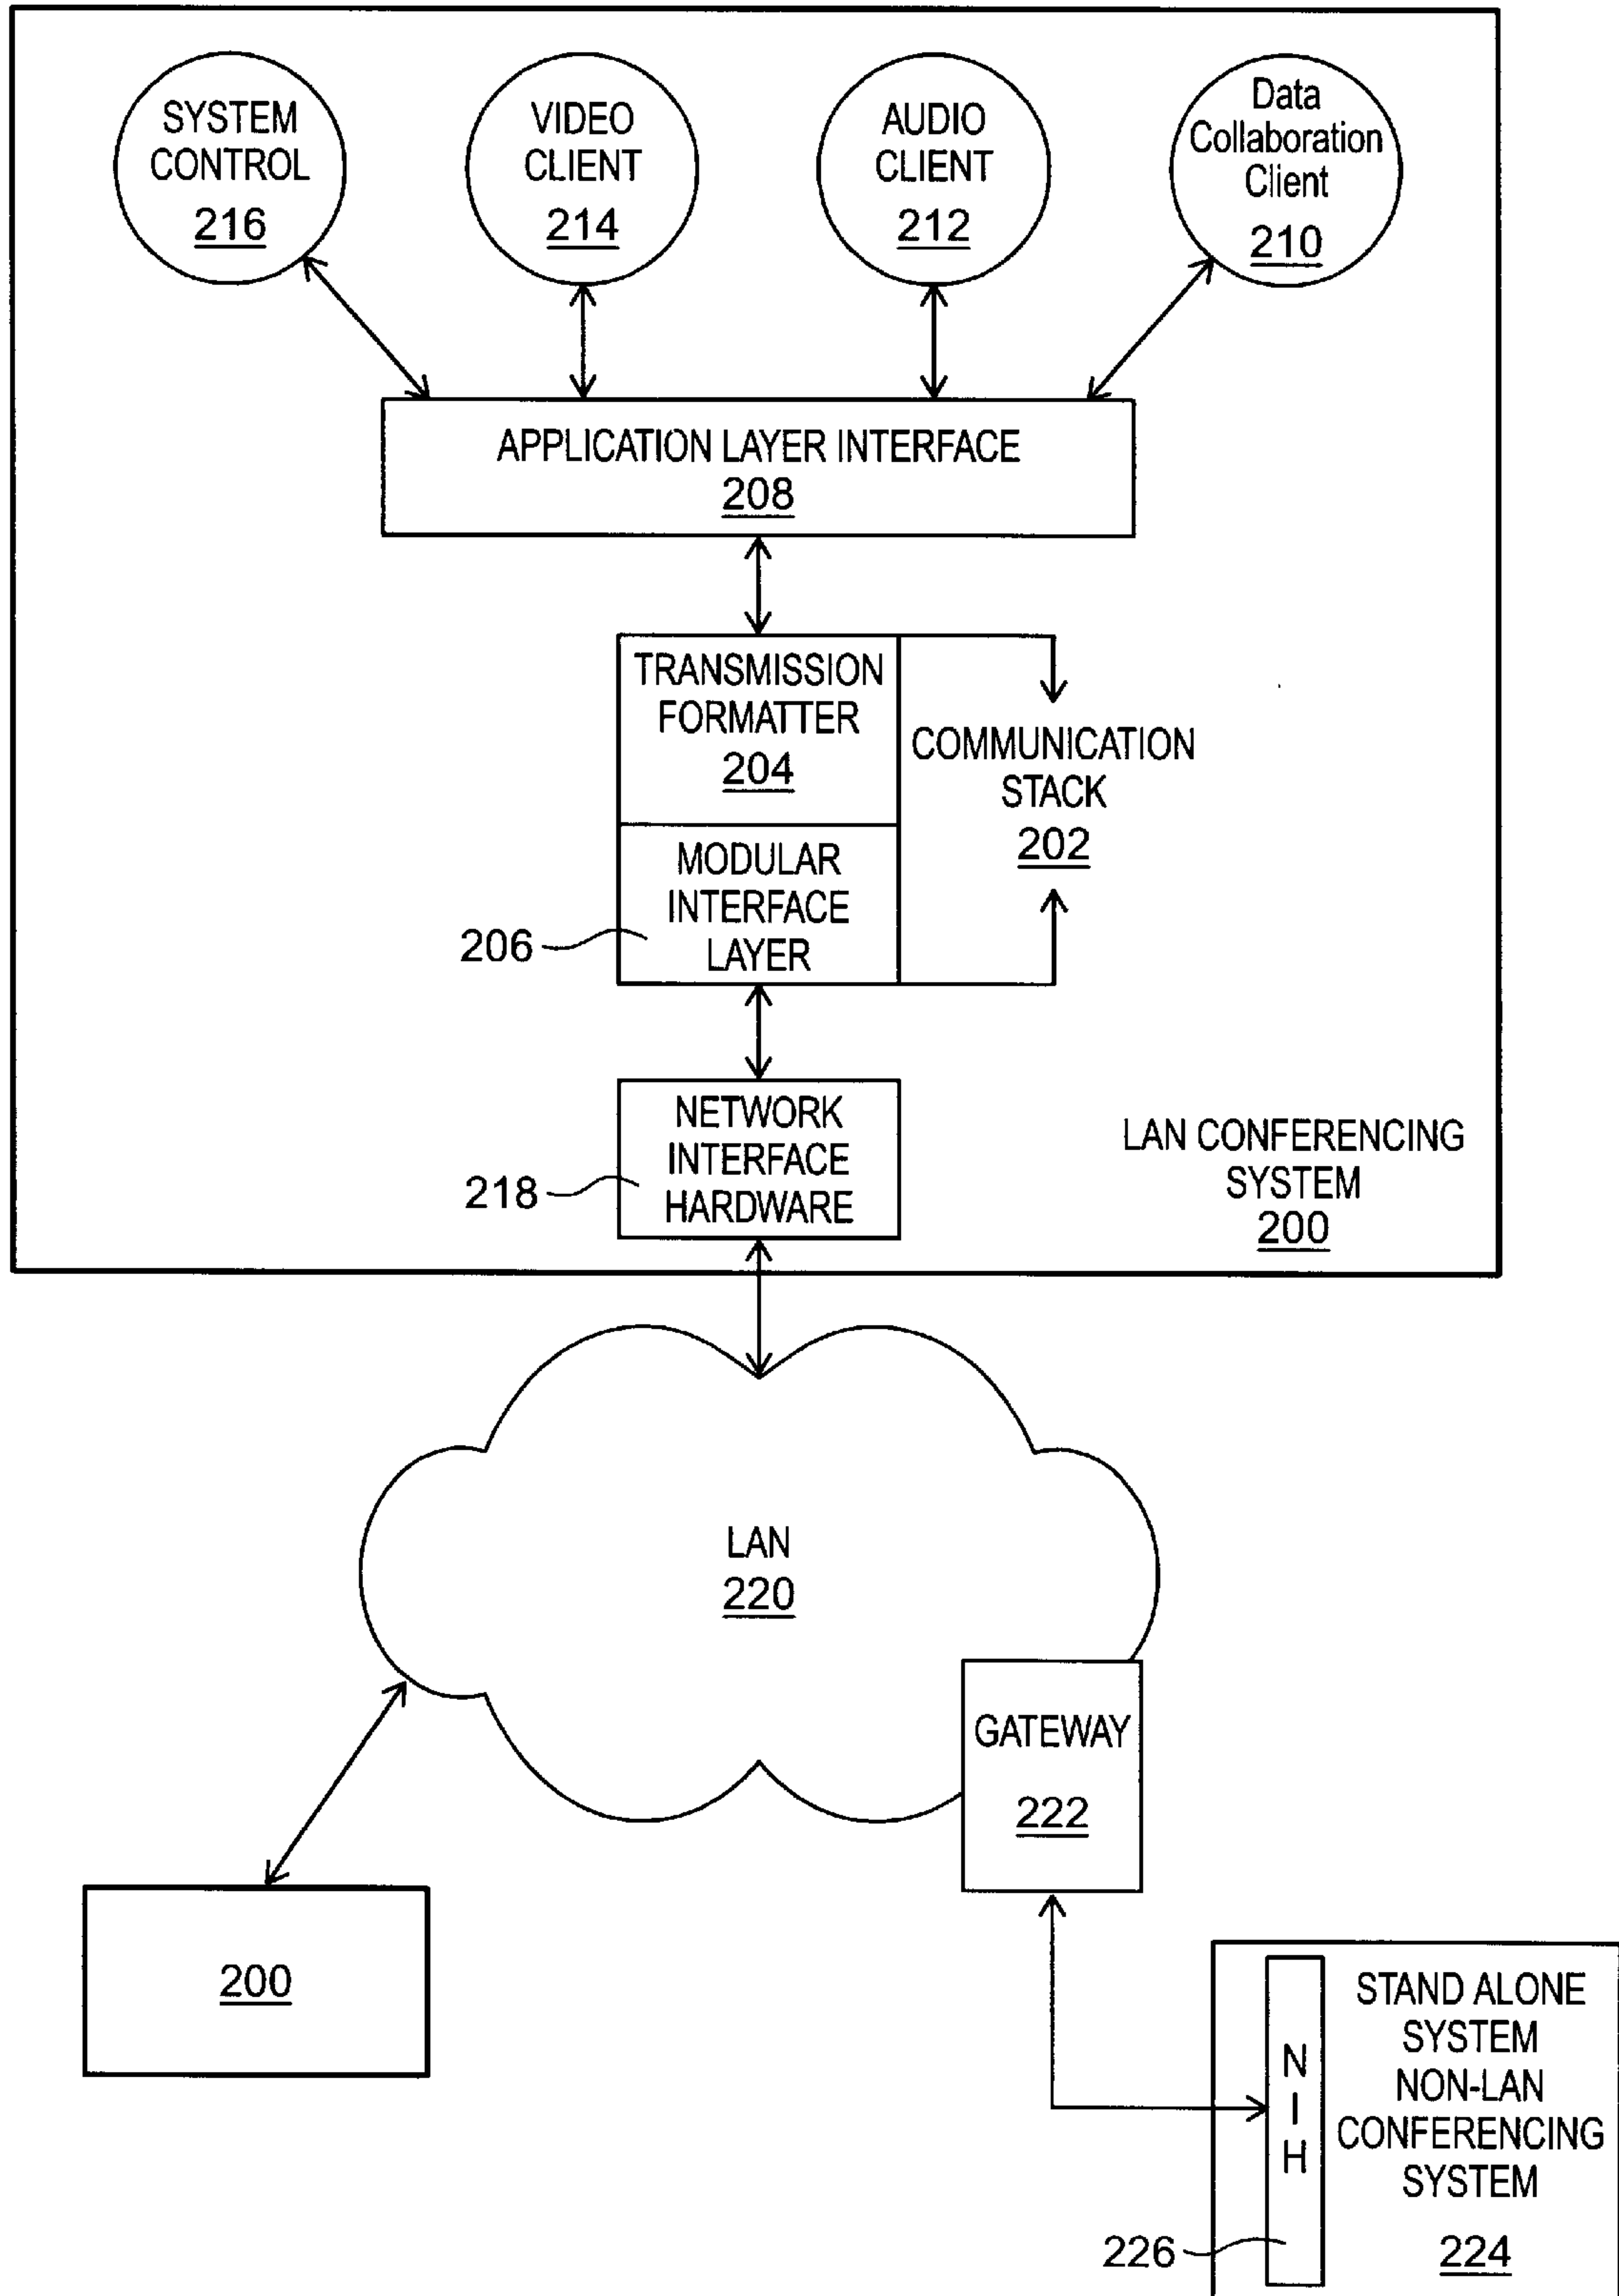 SYSTEM
CONTROL
216
VIDEO
CLIENT
214
AUDIO
CLIENT
212
Data
Collaboration
Client
210
APPLICATION LAYER INTERFACE
208
TRANSMISSION
FORMATTER
204
COMMUNICATION
STACK
202
MODULAR
INTERFACE
LAYER
206
NETWORK
INTERFACE
HARDWARE
218
LAN CONFERENCING
SYSTEM
200
LAN
220
GATEWAY
222
200
N
I
H
226
STAND ALONE
SYSTEM
NON-LAN
CONFERENCING
SYSTEM
224